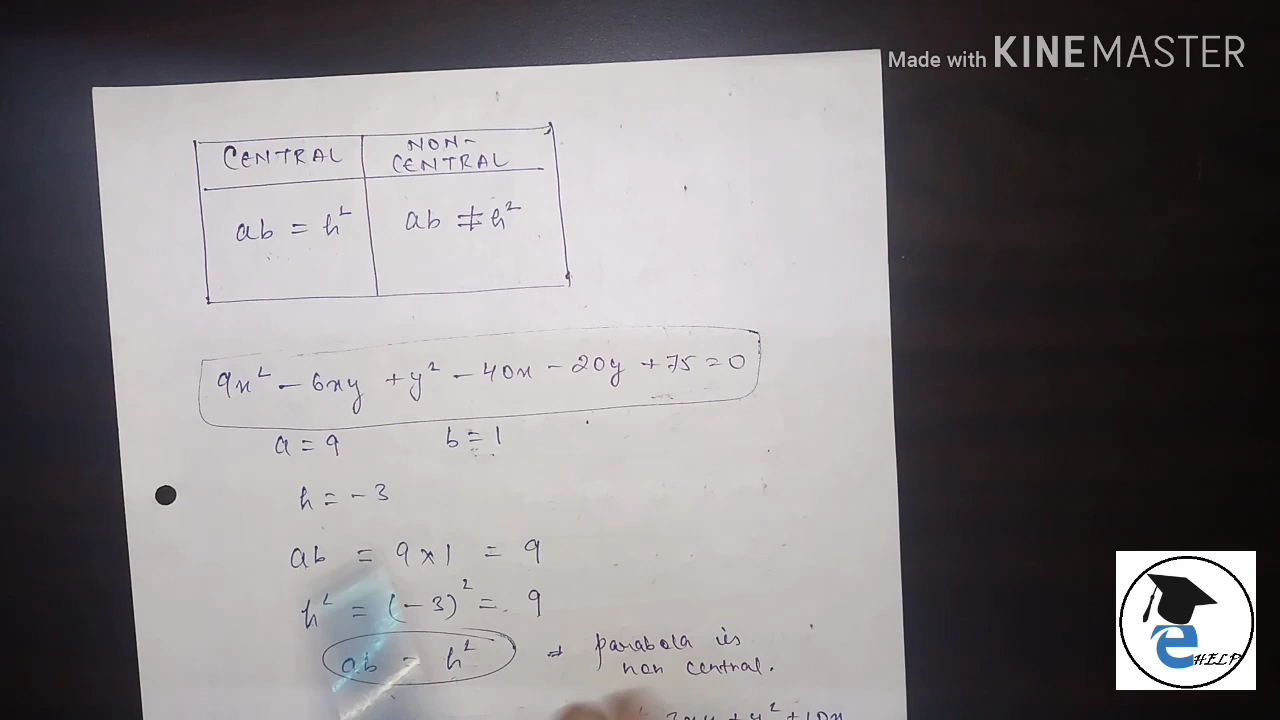 Made with KINEMASTER
CENTRAL
NON-
CENTRAL
ab = h²
ab ≠ h²
9x² - 6xy + y² - 40x - 20y + 75 = 0
a = 9 b = 1
h = -3
ab = 9 × 1 = 9
h² = (-3)² = 9
ab = h² ⇒ parabola is
non central.
e HELP